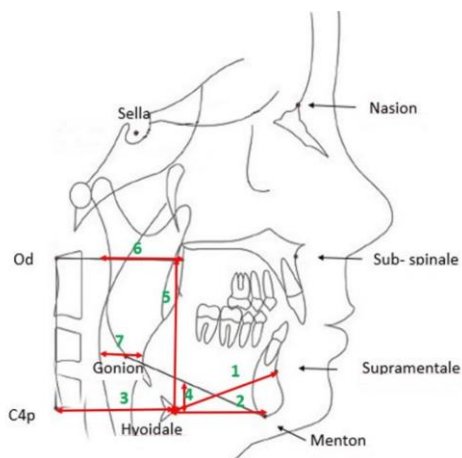 Sella
Nasion
6
Od
Sub- spinale
5
7
Gonion
1
Supramentale
3
4
2
C4p
Hyoidale
Menton